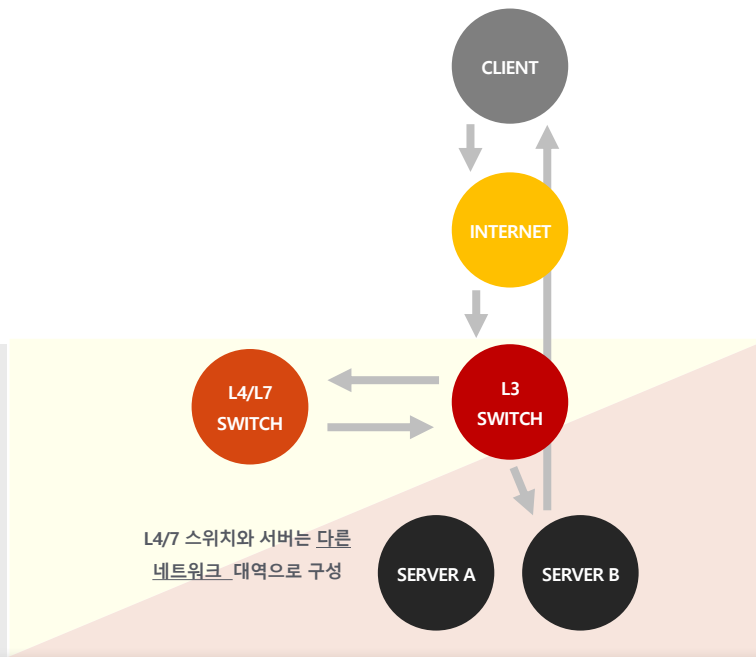 CLIENT
INTERNET
L4/L7
SWITCH
L3
SWITCH
L4/7 스위치와 서버는 다른
네트워크 대역으로 구성
SERVER A
SERVER B